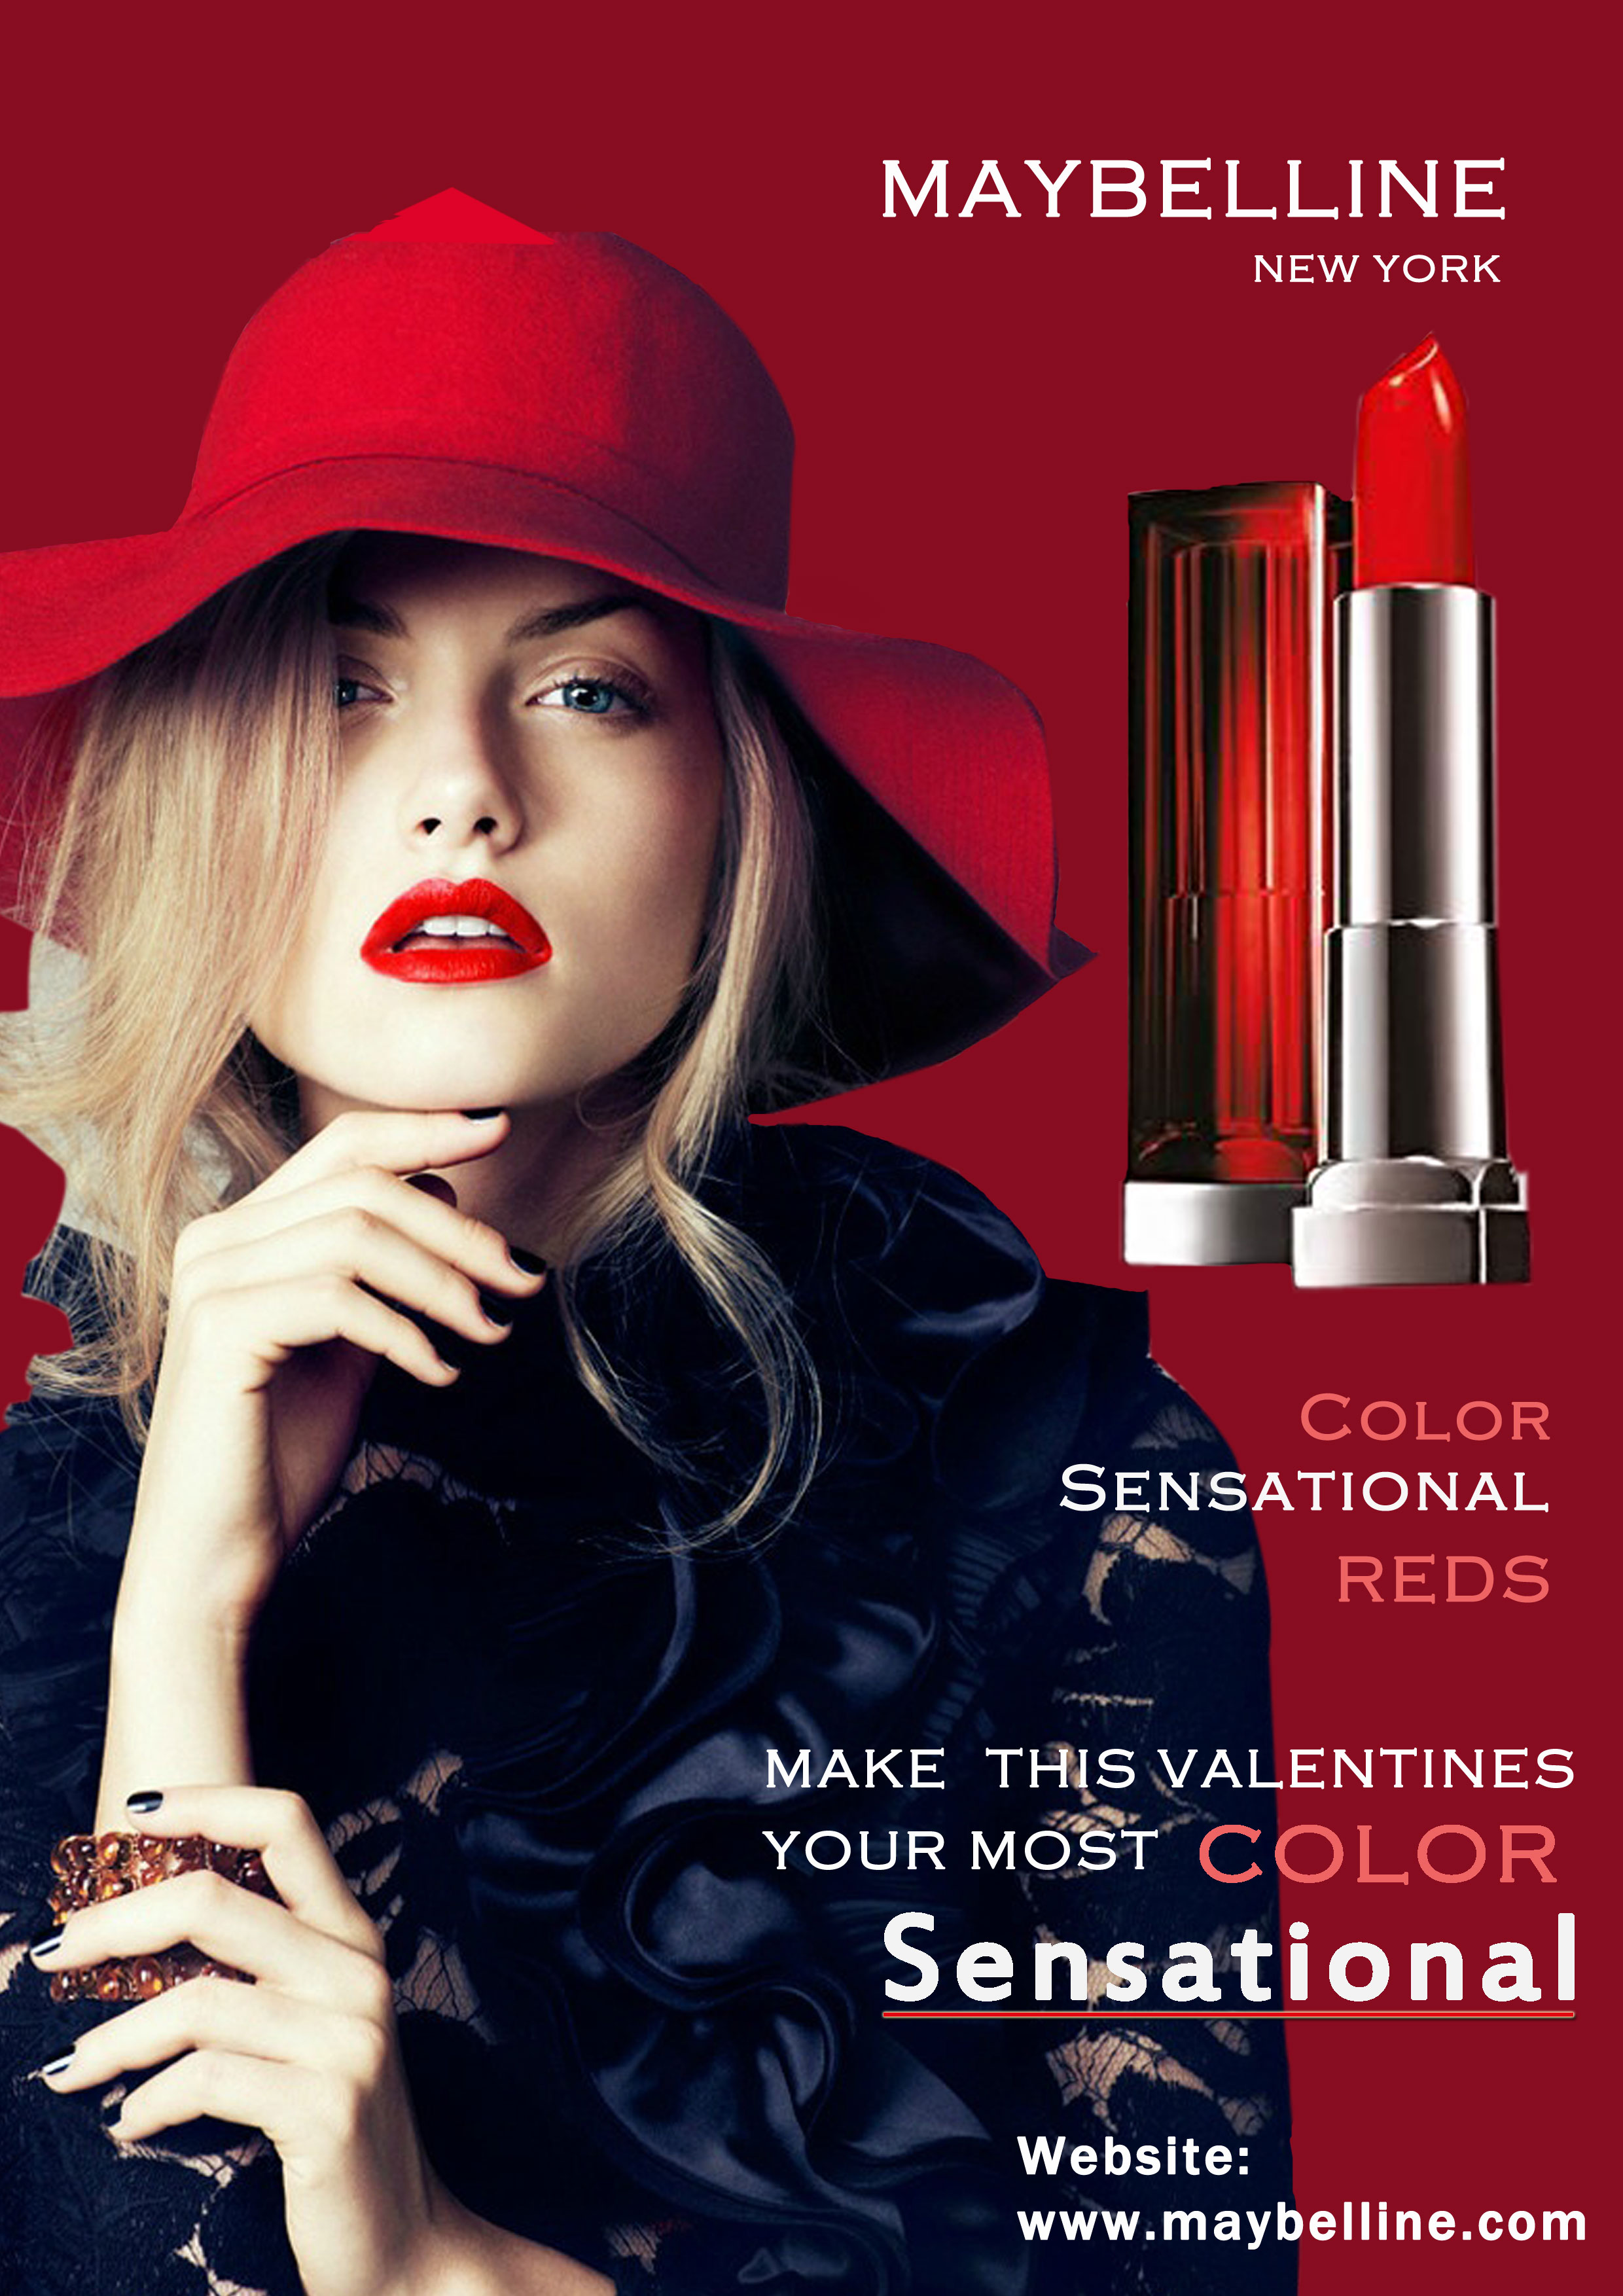 MAYBELLINE
NEW YORK
COLOR
SENSATIONAL
REDS
MAKE THIS VALENTINES
YOUR MOST COLOR
Sensational
Website:
www.maybelline.com